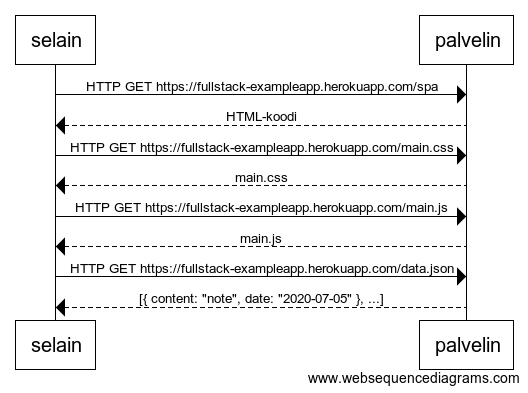 selain palvelin
HTTP GET https://fullstack-exampleapp.herokuapp.com/spa
HTML-koodi
HTTP GET https://fullstack-exampleapp.herokuapp.com/main.css
main.css
HTTP GET https://fullstack-exampleapp.herokuapp.com/main.js
main.js
HTTP GET https://fullstack-exampleapp.herokuapp.com/data.json
[{ content: "note", date: "2020-07-05" }, ...]
selain palvelin
www.websequencediagrams.com